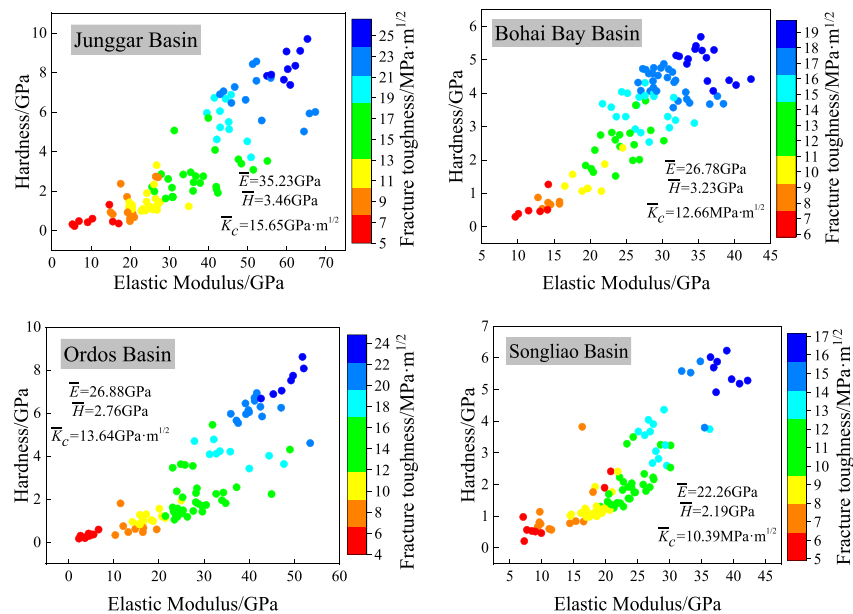 Junggar Basin
Hardness/GPa
10
8
6
4
2
0
0 10 20 30 40 50 60 70
Elastic Modulus/GPa
E̅=35.23GPa
H̅=3.46GPa
K̅c=15.65GPa·m1/2
25
23
21
19
17
15
13
11
9
7
5
Fracture toughness/MPa·m1/2
Bohai Bay Basin
Hardness/GPa
6
5
4
3
2
1
0
5 10 15 20 25 30 35 40 45
Elastic Modulus/GPa
E̅=26.78GPa
H̅=3.23GPa
K̅c=12.66MPa·m1/2
19
18
16
15
14
12
11
10
9
8
7
6
Fracture toughness/MPa·m1/2
Ordos Basin
Hardness/GPa
10
8
6
4
2
0
0 10 20 30 40 50 60
Elastic Modulus/GPa
E̅=26.88GPa
H̅=2.76GPa
K̅c=13.64GPa·m1/2
24
22
20
18
16
14
12
10
9
8
6
4
Fracture toughness/MPa·m1/2
Songliao Basin
Hardness/GPa
7
6
5
4
3
2
1
0
5 10 15 20 25 30 35 40 45
Elastic Modulus/GPa
E̅=22.26GPa
H̅=2.19GPa
K̅c=10.39MPa·m1/2
17
16
15
14
13
12
10
9
8
7
6
5
Fracture toughness/MPa·m1/2